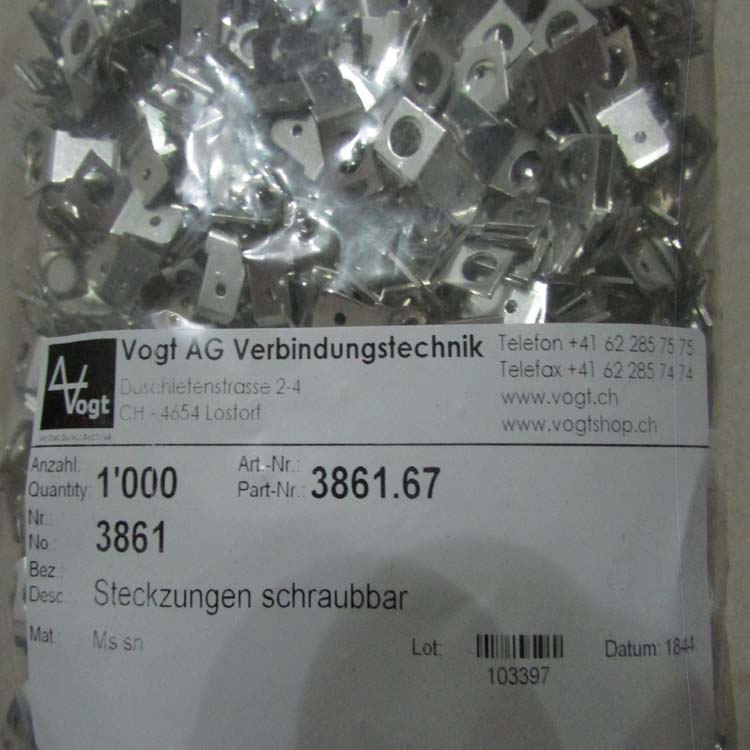 Vogt AG Verbindungstechnik
Telefon +41 62 285 75 75
Telefax +41 62 285 74 74
Duschletenstrasse 2-4
CH - 4654 Lostorf
www.vogt.ch
www.vogtshop.ch
Vogt
Anzahl:
Quantity: 1'000
Art.-Nr.:
Part-Nr.: 3861.67
Nr.:
No.: 3861
Bez.:
Desc Steckzungen schraubbar
Mat Ms sn
Lot:
103397
Datum: 1844